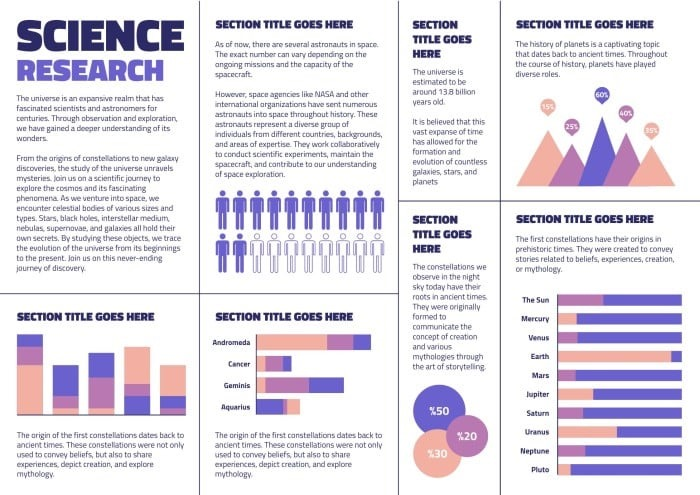 SCIENCE
RESEARCH
The universe is an expansive realm that has
fascinated scientists and astronomers for
centuries. Through observation and exploration,
we have gained a deeper understanding of its
wonders.
From the origins of constellations to new galaxy
discoveries, the study of the universe unravels
mysteries. Join us on a scientific journey to
explore the cosmos and its fascinating
phenomena. As we venture into space, we
encounter celestial bodies of various sizes and
types. Stars, black holes, interstellar medium,
nebulas, supernovae, and galaxies all hold their
own secrets. By studying these objects, we trace
the evolution of the universe from its beginnings
to the present. Join us on this never-ending
journey of discovery.
SECTION TITLE GOES HERE
As of now, there are several astronauts in space.
The exact number can vary depending on the
ongoing missions and the capacity of the
spacecraft.
However, space agencies like NASA and other
international organizations have sent numerous
astronauts into space throughout history. These
astronauts represent a diverse group of
individuals from different countries, backgrounds,
and areas of expertise. They work collaboratively
to conduct scientific experiments, maintain the
spacecraft, and contribute to our understanding
of space exploration.
SECTION
TITLE GOES
HERE
The universe is
estimated to be
around 13.8 billion
years old.
It is believed that this
vast expanse of time
has allowed for the
formation and
evolution of countless
galaxies, stars, and
planets
SECTION TITLE GOES HERE
The history of planets is a captivating topic
that dates back to ancient times. Throughout
the course of history, planets have played
diverse roles.
15%
25%
60%
40%
35%
SECTION TITLE GOES HERE
The origin of the first constellations dates back to
ancient times. These constellations were not only
used to convey beliefs, but also to share
experiences, depict creation, and explore
mythology.
SECTION TITLE GOES HERE
Andromeda
Cancer
Geminis
Aquarius
The origin of the first constellations dates back to
ancient times. These constellations were not only
used to convey beliefs, but also to share
experiences, depict creation, and explore
mythology.
SECTION
TITLE GOES
HERE
The constellations we
observe in the night
sky today have their
roots in ancient times.
They were originally
formed to
communicate the
concept of creation
and various
mythologies through
the art of storytelling.
%50
%20
%30
SECTION TITLE GOES HERE
The first constellations have their origins in
prehistoric times. They were created to convey
stories related to beliefs, experiences, creation,
or mythology.
The Sun
Mercury
Venus
Earth
Mars
Jupiter
Saturn
Uranus
Neptune
Pluto